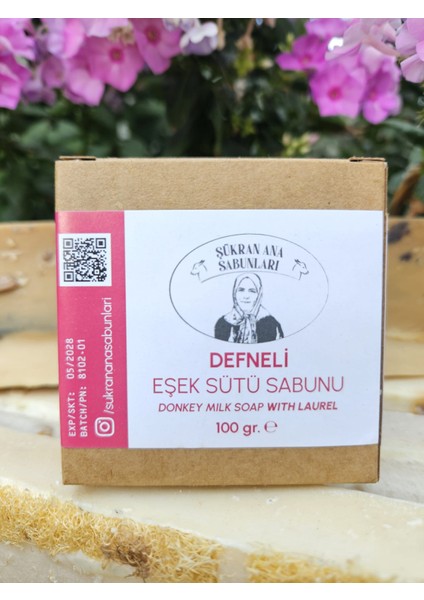 ŞÜKRAN ANA
SABUNLARI
DEFNELİ
EŞEK SÜTÜ SABUNU
DONKEY MILK SOAP WITH LAUREL
100 gr. ℮
EXP/SKT: 05/2028
BATCH/PN: 8102-01
/sukrananasabunlari